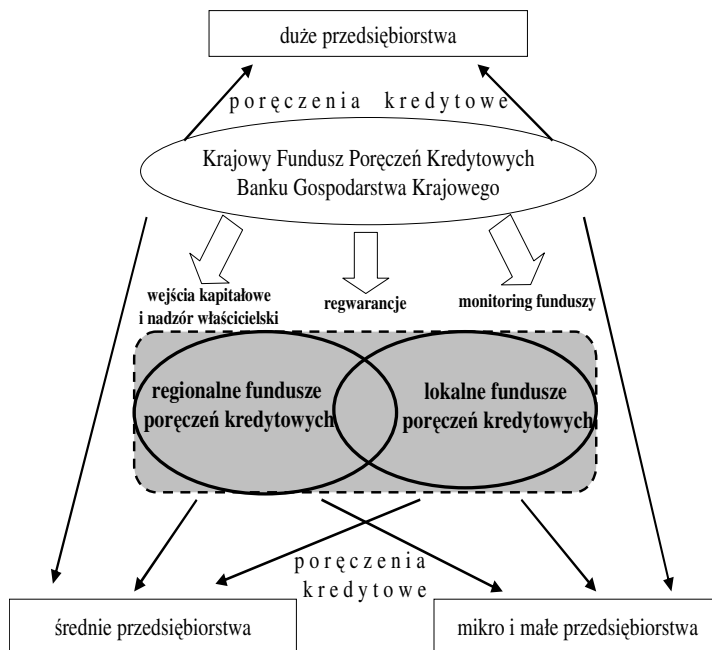 duże przedsiębiorstwa
poręczenia kredytowe
Krajowy Fundusz Poręczeń Kredytowych
Banku Gospodarstwa Krajowego
wejścia kapitałowe
i nadzór właścicielski
regwarancje
monitoring funduszy
regionalne fundusze
poręczeń kredytowych
lokalne fundusze
poręczeń kredytowych
poręczenia
kredytowe
średnie przedsiębiorstwa
mikro i małe przedsiębiorstwa